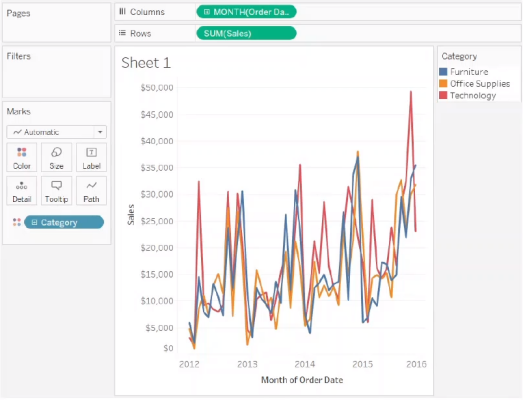 Pages
Columns
MONTH(Order Da..
Rows
SUM(Sales)
Filters
Marks
Automatic
Color
Size
Label
Detail
Tooltip
Path
Category
Sheet 1
$50,000
$45,000
$40,000
$35,000
$30,000
$25,000
$20,000
$15,000
$10,000
$5,000
$0
Sales
2012
2013
2014
2015
2016
Month of Order Date
Category
Furniture
Office Supplies
Technology